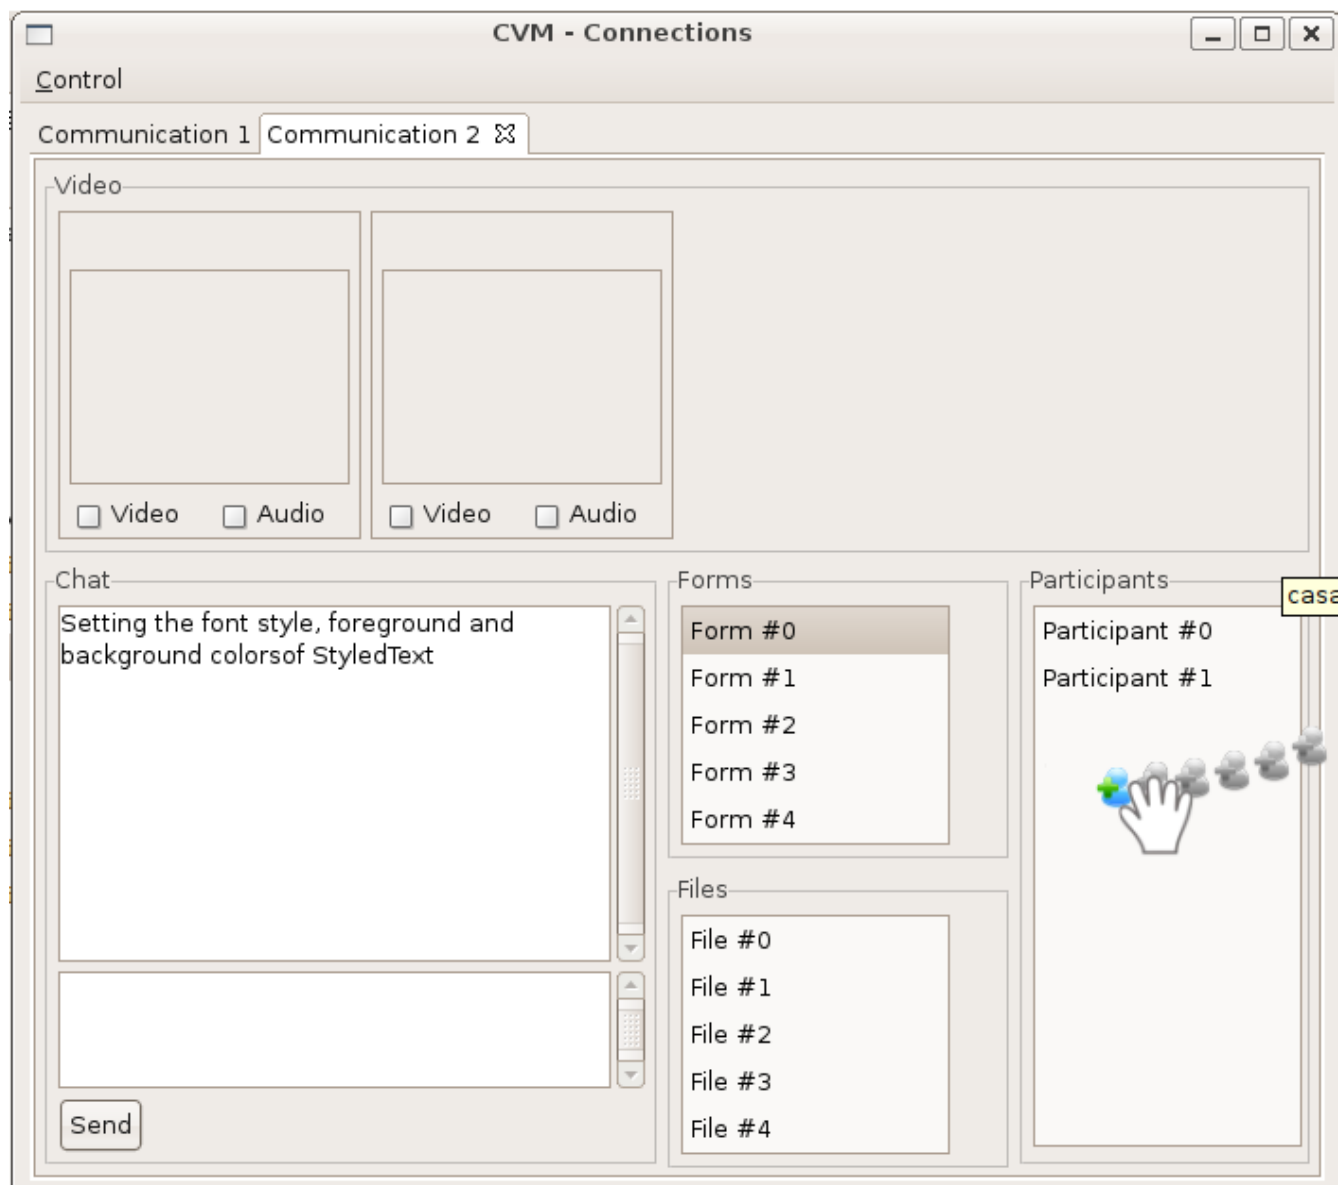 CVM - Connections
Control
Communication 1 Communication 2
Video
Video Audio Video Audio
Chat
Setting the font style, foreground and
background colorsof StyledText
Send
Forms
Form #0
Form #1
Form #2
Form #3
Form #4
Files
File #0
File #1
File #2
File #3
File #4
Participants
casa
Participant #0
Participant #1